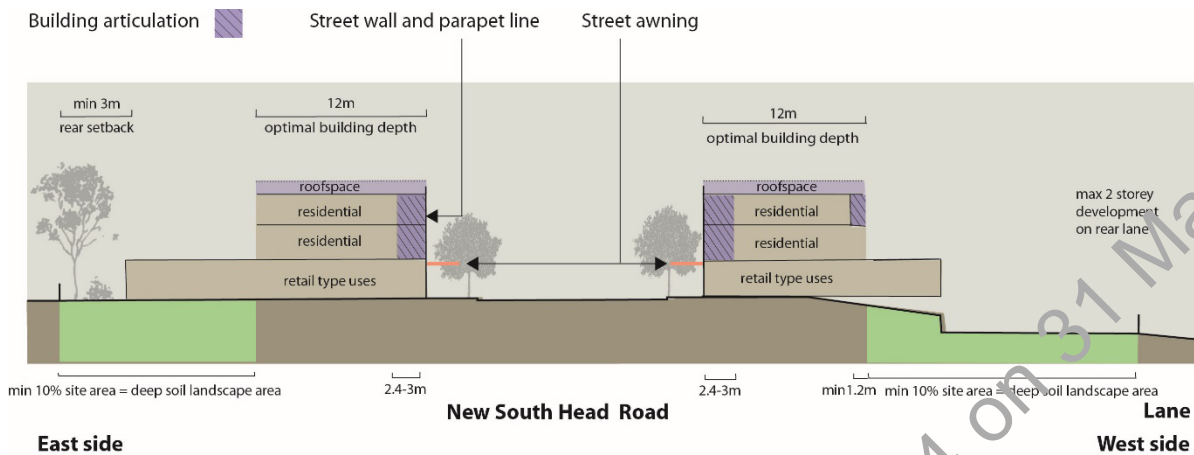 Building articulation
Street wall and parapet line
Street awning
min 3m
rear setback
12m
optimal building depth
12m
optimal building depth
roofspace
residential
residential
retail type uses
roofspace
residential
residential
retail type uses
max 2 storey
development
on rear lane
min 10% site area = deep soil landscape area
2.4-3m
2.4-3m
min1.2m
min 10% site area = deep soil landscape area
New South Head Road
Lane
East side
West side
on 31 Ma